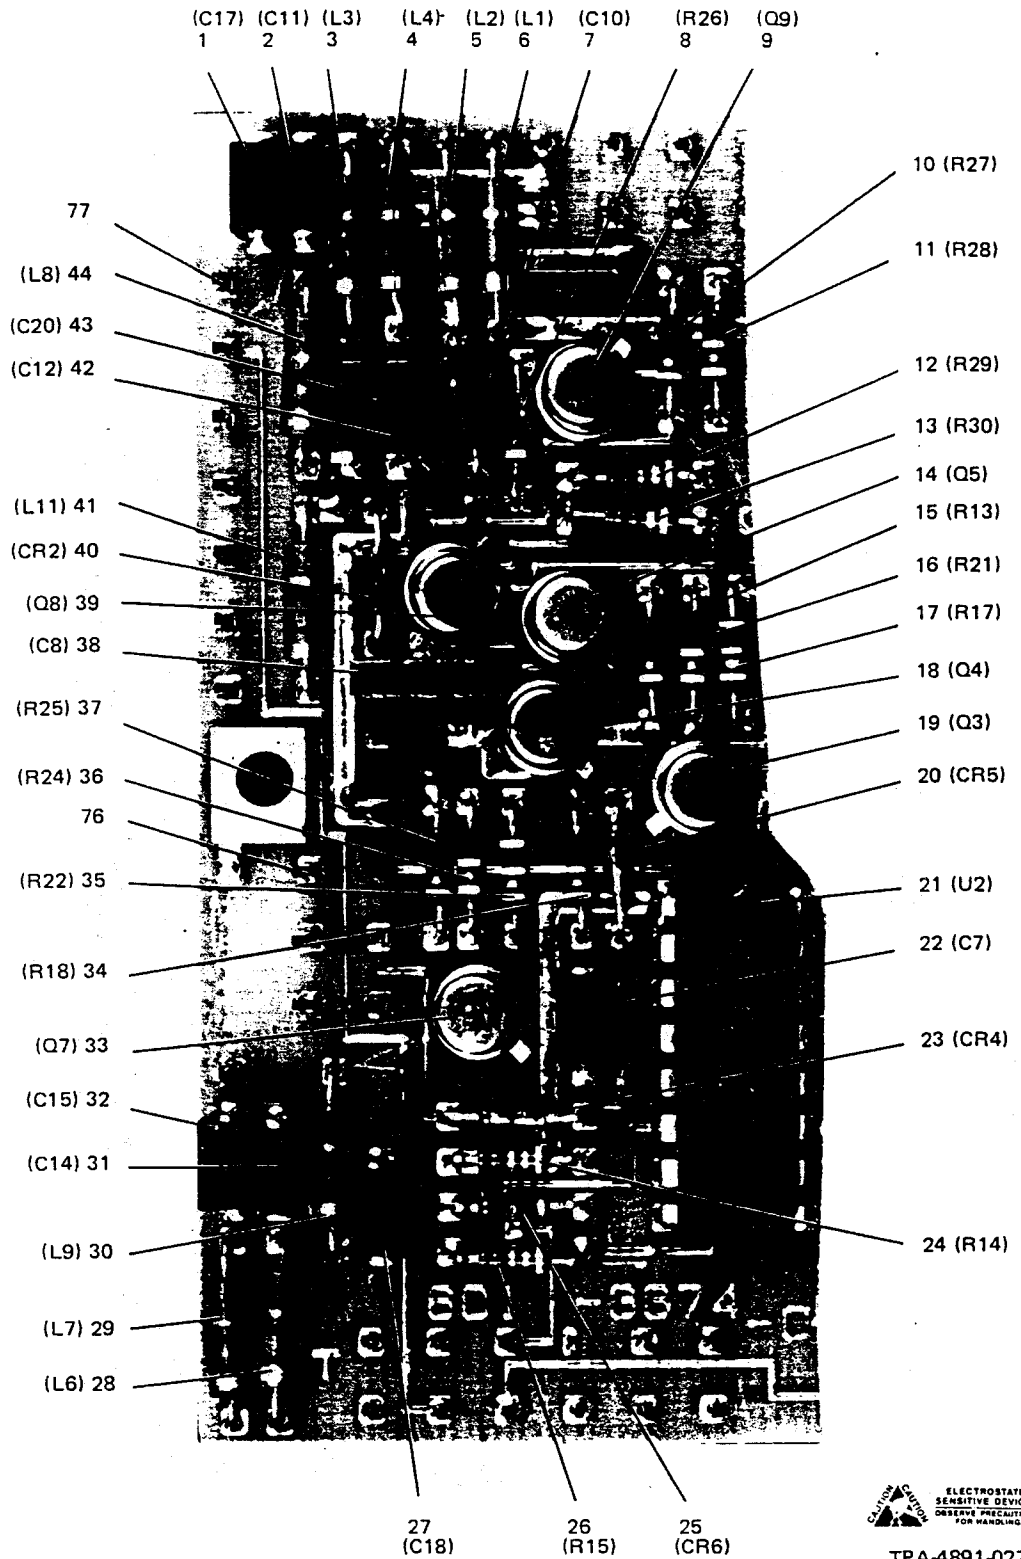 (C17) (C11) (L3) (L4) (L2) (L1) (C10) (R26) (Q9)
1 2 3 4 5 6 7 8 9
10 (R27)
77
11 (R28)
(L8) 44
(C20) 43
(C12) 42
12 (R29)
13 (R30)
14 (Q5)
(L11) 41
15 (R13)
(CR2) 40
16 (R21)
(Q8) 39
17 (R17)
(C8) 38
18 (Q4)
(R25) 37
19 (Q3)
(R24) 36
20 (CR5)
76
(R22) 35
21 (U2)
22 (C7)
(R18) 34
(Q7) 33
23 (CR4)
(C15) 32
(C14) 31
(L9) 30
24 (R14)
(L7) 29
(L6) 28
27 26 25
(C18) (R15) (CR6)
CAUTION CAUTION
SENSITIVE
FOR HANDLING